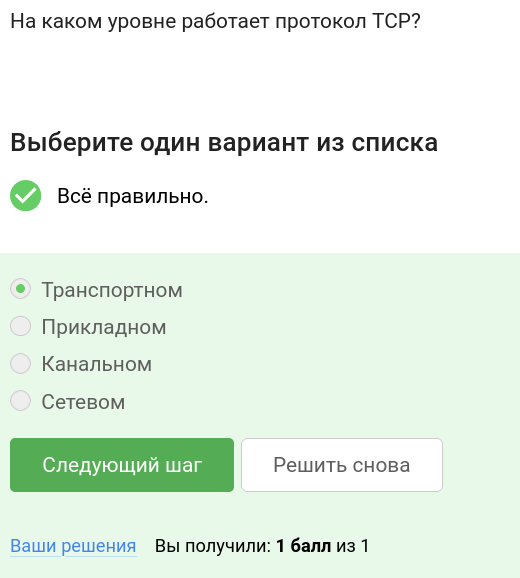 На каком уровне работает протокол TCP?
Выберите один вариант из списка
Всё правильно.
Транспортном
Прикладном
Канальном
Сетевом
Следующий шаг Решить снова
Ваши решения Вы получили: 1 балл из 1